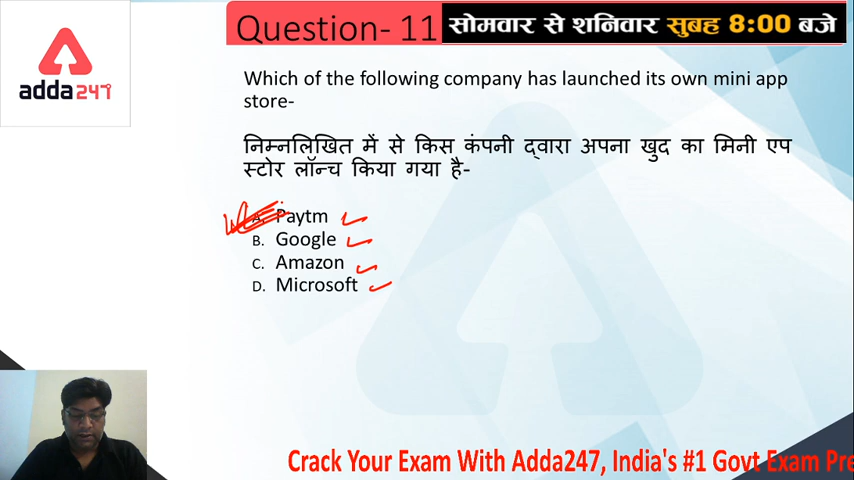 Question- 11
सोमवार से शनिवार सुबह 8:00 बजे
adda247
Which of the following company has launched its own mini app
store-
निम्नलिखित में से किस कंपनी द्वारा अपना खुद का मिनी एप
स्टोर लॉन्च किया गया है-
A. Paytm
B. Google
C. Amazon
D. Microsoft
Crack Your Exam With Adda247, India's #1 Govt Exam Pre